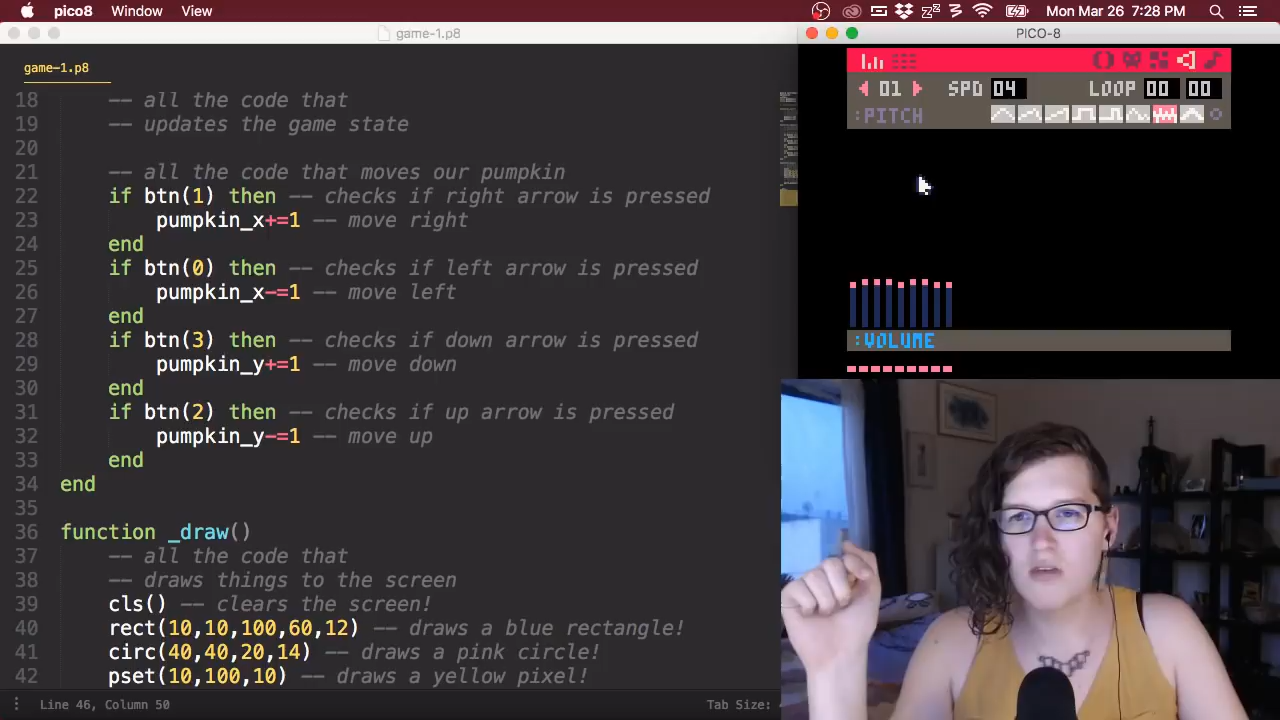 pico8 Window View Mon Mar 26 7:28 PM
game-1.p8
PICO-8
game-1.p8
01 SPD 04 LOOP 00 00
:PITCH
:VOLUME
18 -- all the code that
19 -- updates the game state
20
21 -- all the code that moves our pumpkin
22 if btn(1) then -- checks if right arrow is pressed
23 pumpkin_x+=1 -- move right
24 end
25 if btn(0) then -- checks if left arrow is pressed
26 pumpkin_x-=1 -- move left
27 end
28 if btn(3) then -- checks if down arrow is pressed
29 pumpkin_y+=1 -- move down
30 end
31 if btn(2) then -- checks if up arrow is pressed
32 pumpkin_y-=1 -- move up
33 end
34 end
35
36 function _draw()
37 -- all the code that
38 -- draws things to the screen
39 cls() -- clears the screen!
40 rect(10,10,100,60,12) -- draws a blue rectangle!
41 circ(40,40,20,14) -- draws a pink circle!
42 pset(10,100,10) -- draws a yellow pixel!
Line 46, Column 50 Tab Size: